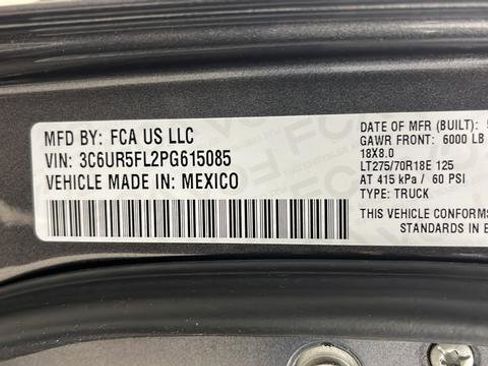 MFD BY: FCA US LLC
VIN: 3C6UR5FL2PG615085
VEHICLE MADE IN: MEXICO
DATE OF MFR (BUILT):
GAWR FRONT: 6000 LB
18X8.0
LT275/70R18E 125
AT 415 kPa / 60 PSI
TYPE: TRUCK
THIS VEHICLE CONFORMS
STANDARDS IN